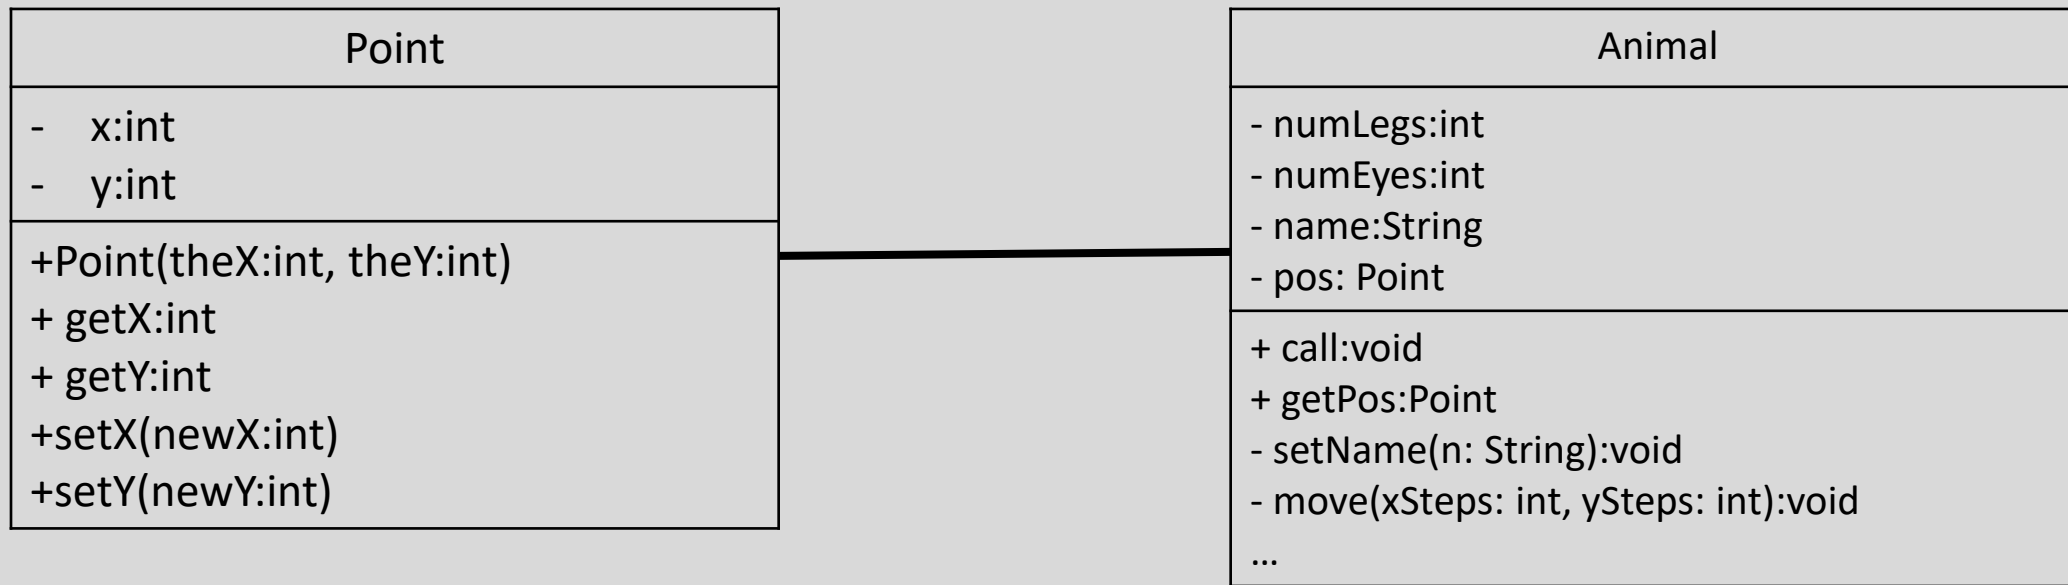 Point
- x:int
- y:int
+Point(theX:int, theY:int)
+ getX:int
+ getY:int
+setX(newX:int)
+setY(newY:int)
Animal
- numLegs:int
- numEyes:int
- name:String
- pos: Point
+ call:void
+ getPos:Point
- setName(n: String):void
- move(xSteps: int, ySteps: int):void
...